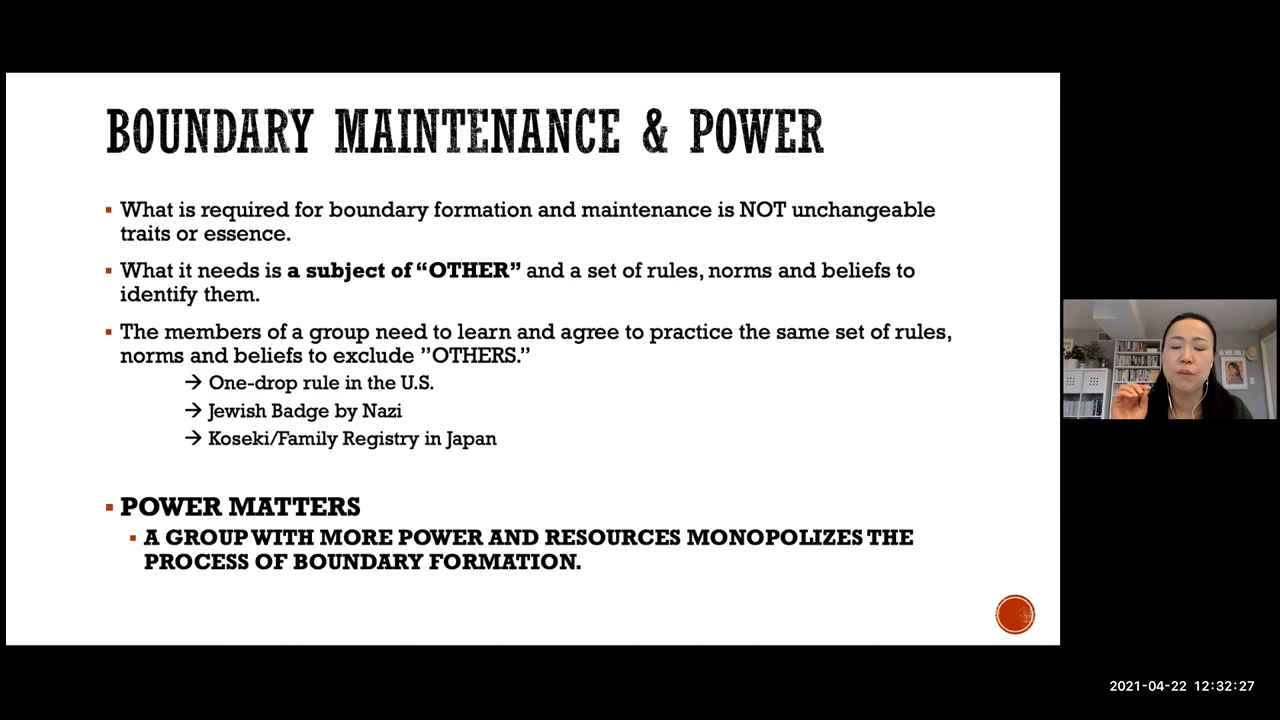 BOUNDARY MAINTENANCE & POWER
▪ What is required for boundary formation and maintenance is NOT unchangeable
traits or essence.
▪ What it needs is a subject of “OTHER” and a set of rules, norms and beliefs to
identify them.
▪ The members of a group need to learn and agree to practice the same set of rules,
norms and beliefs to exclude ”OTHERS.”
→ One-drop rule in the U.S.
→ Jewish Badge by Nazi
→ Koseki/Family Registry in Japan
▪ POWER MATTERS
▪ A GROUP WITH MORE POWER AND RESOURCES MONOPOLIZES THE
PROCESS OF BOUNDARY FORMATION.
2021-04-22 12:32:27